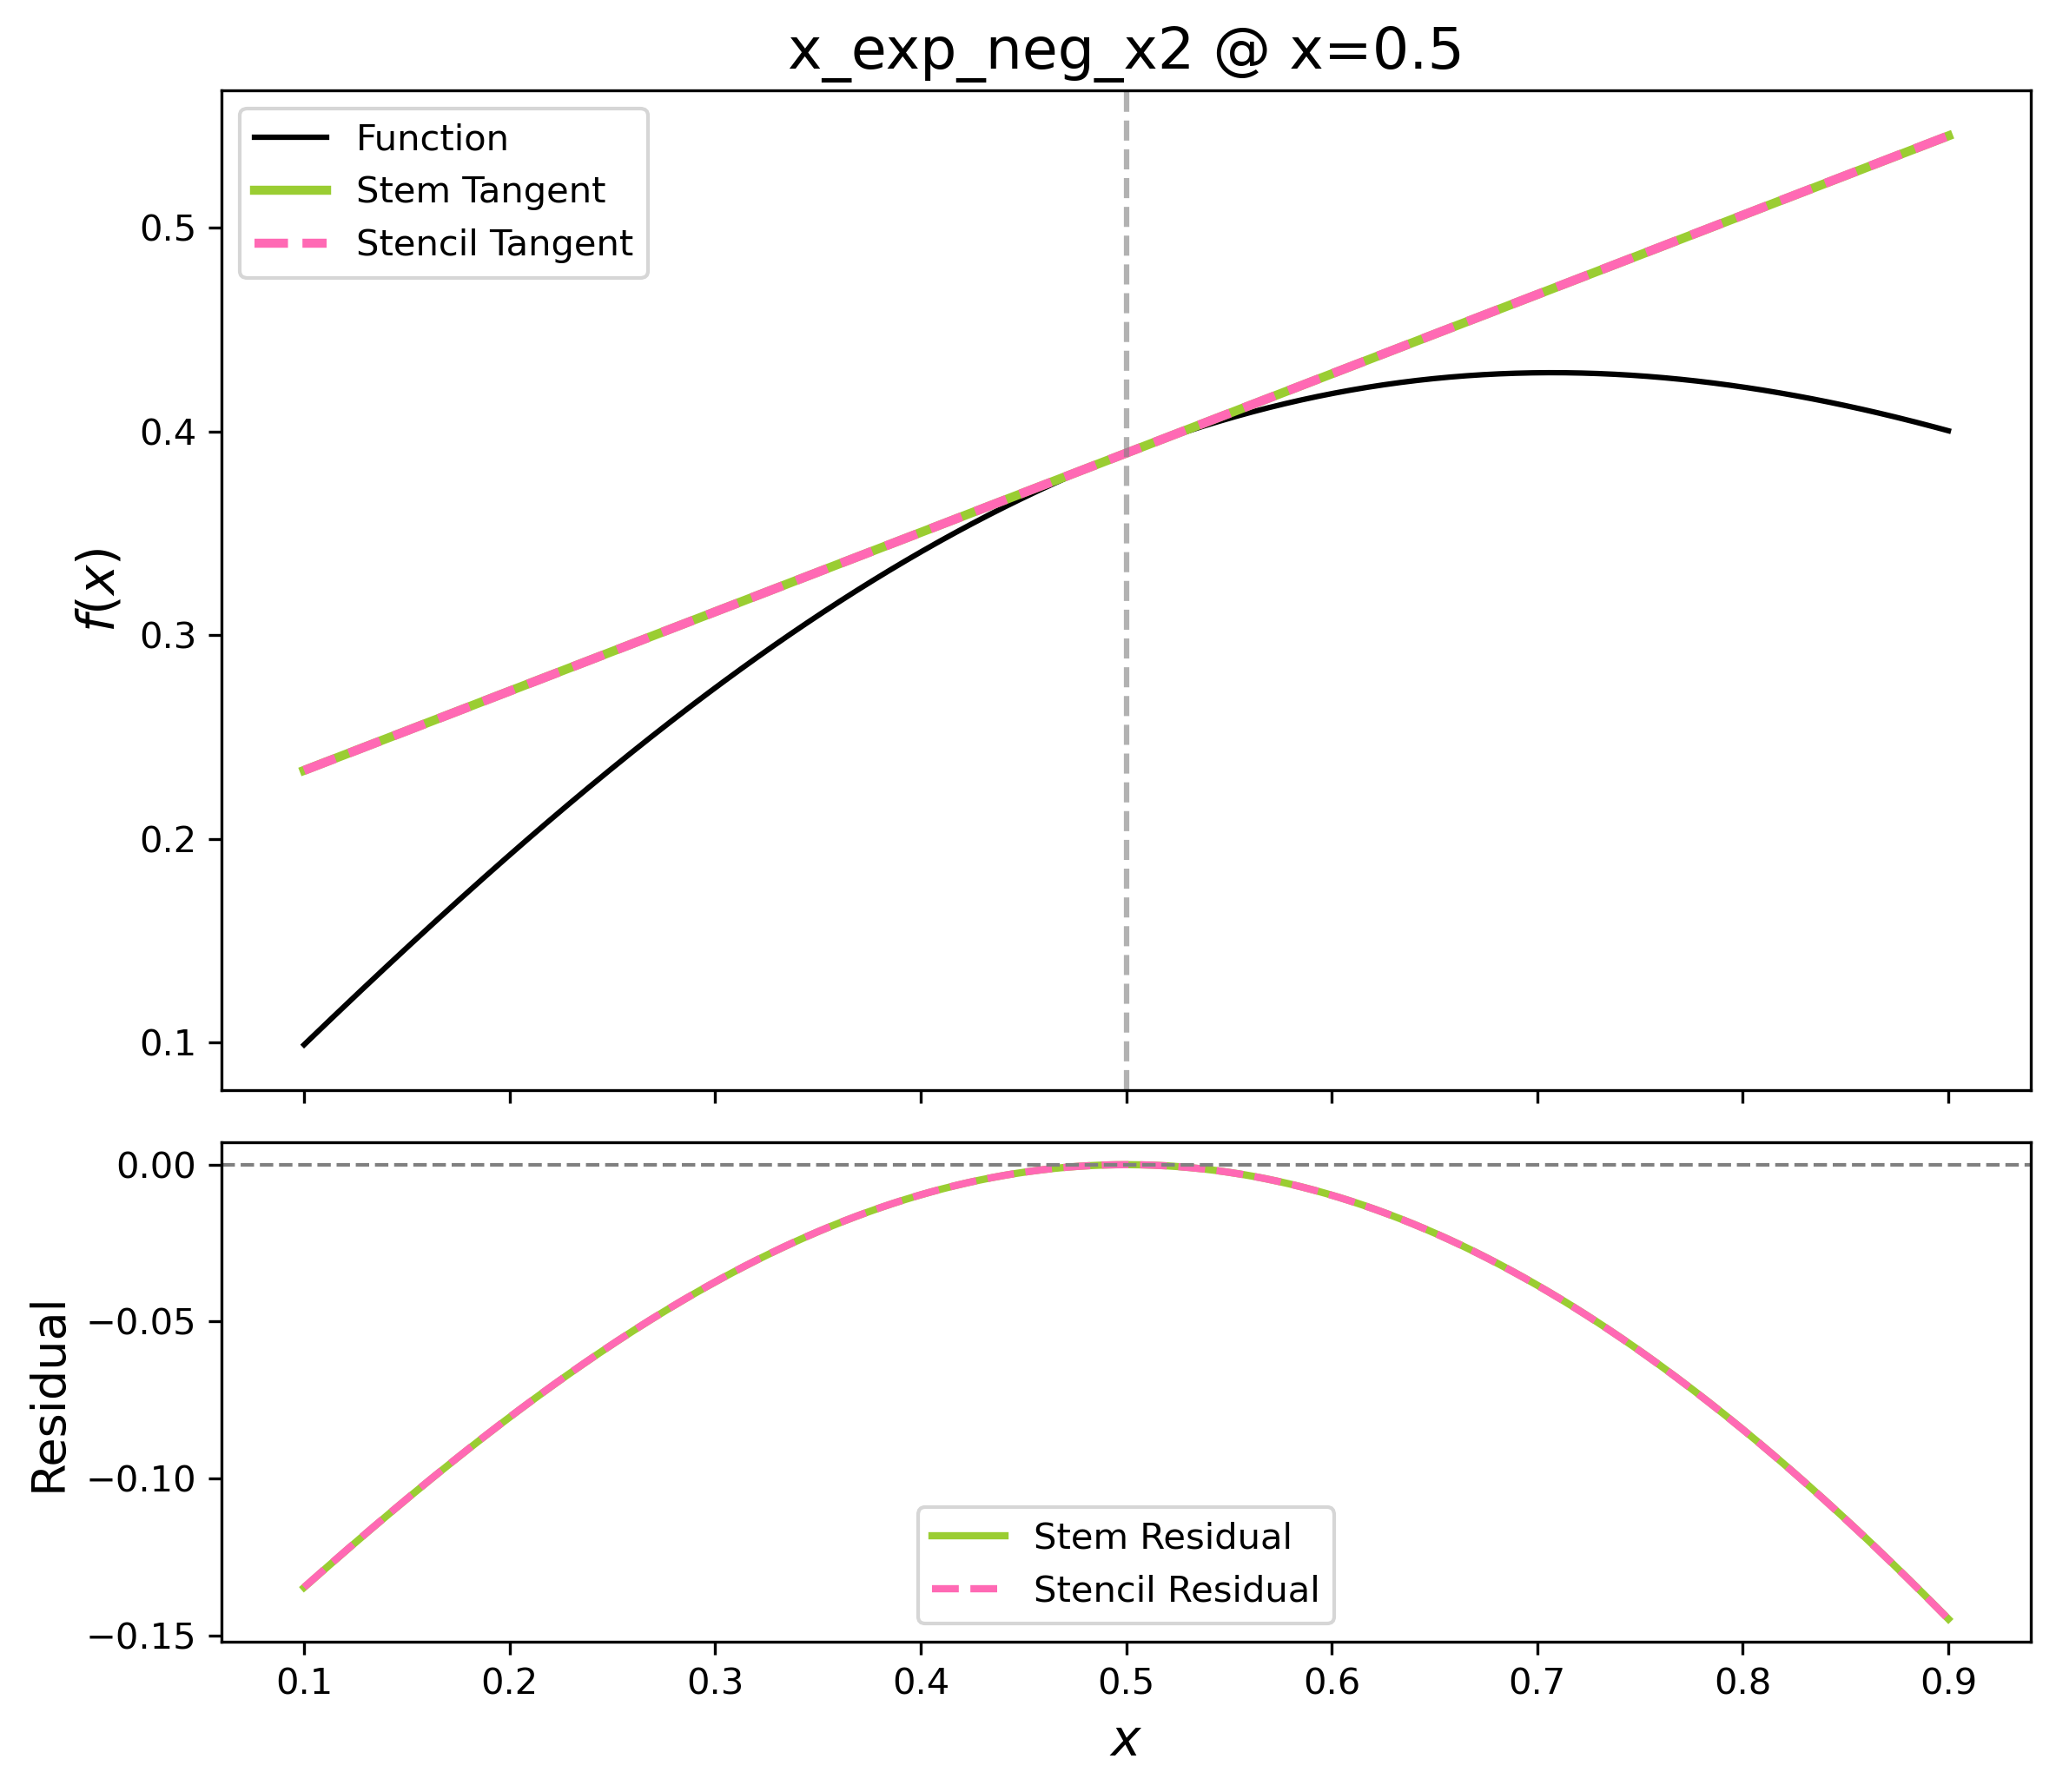 x_exp_neg_x2 @ x=0.5
Function
Stem Tangent
Stencil Tangent
f(x)
0.5
0.4
0.3
0.2
0.1
Residual
0.00
−0.05
−0.10
−0.15
Stem Residual
Stencil Residual
0.1 0.2 0.3 0.4 0.5 0.6 0.7 0.8 0.9
x